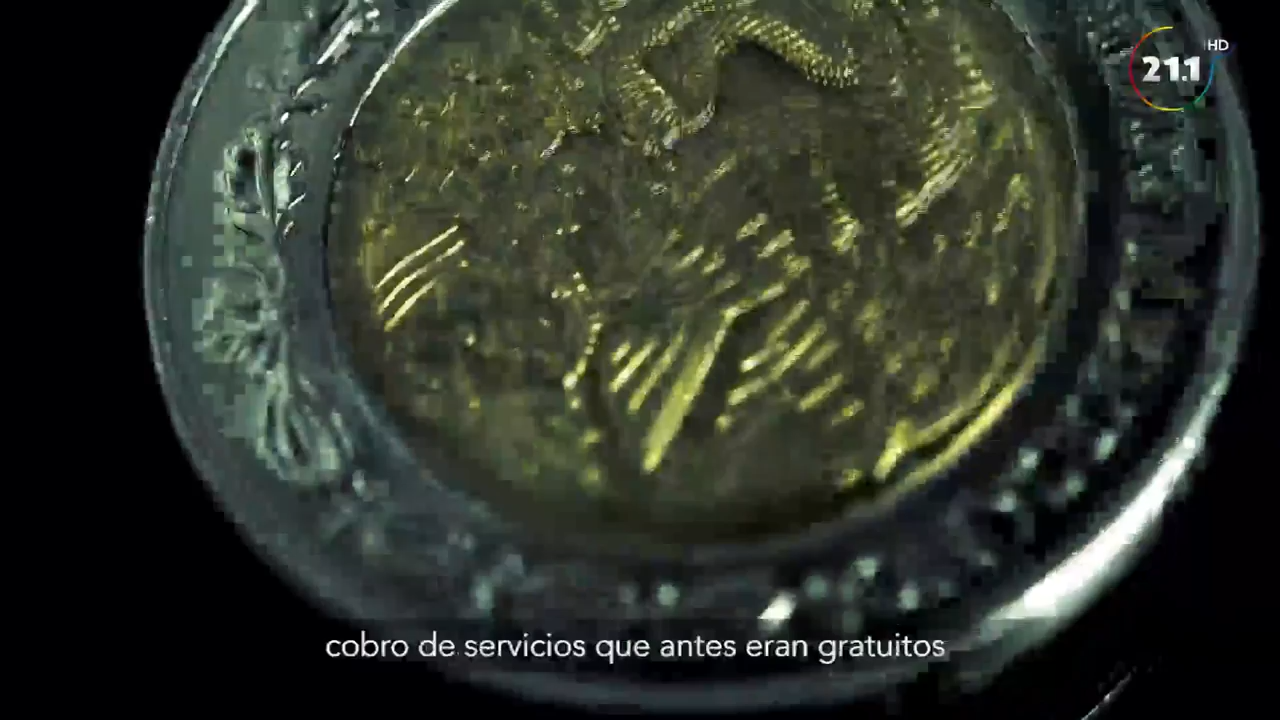 21.1 HD
cobro de servicios que antes eran gratuitos